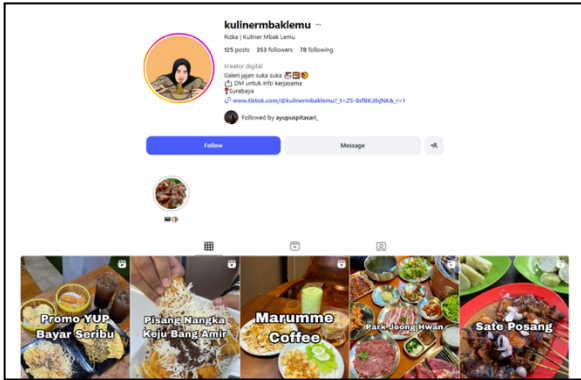 kulinermbaklemu ...
Rizka | Kuliner Mbak Lemu
125 posts 353 followers 78 following
Kreator digital
Galeri jajan suka suka
DM untuk info kerjasama
Surabaya
Followed by ayupuspitasari_
Follow
Message
Promo YUP
Bayar Seribu
Pisang Nangka
Keju Bang Amir
Marumme
Coffee
Park Jeong Hwan
Sate Posang